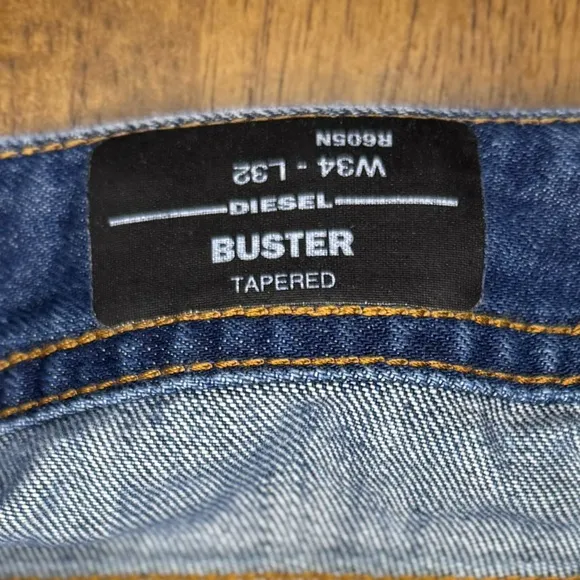 R605N
W34 - L32
DIESEL
BUSTER
TAPERED